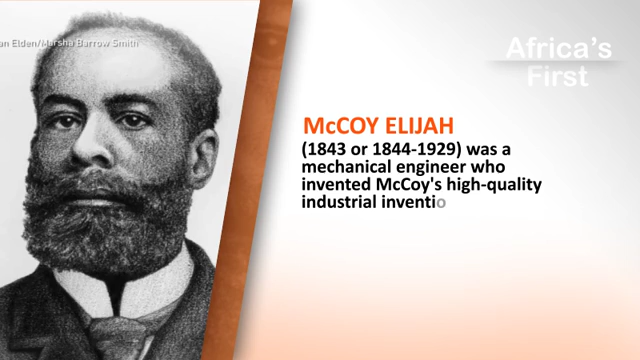 an Elden/Marsha Barrow Smith
Africa's
First
McCOY ELIJAH
(1843 or 1844-1929) was a
mechanical engineer who
invented McCoy's high-quality
industrial inventio